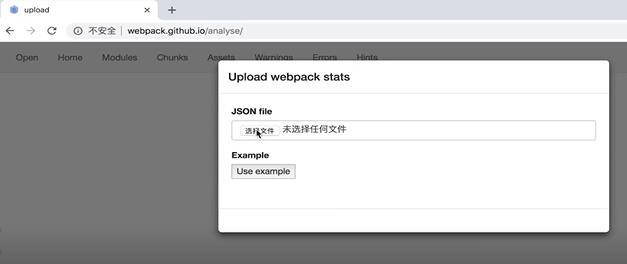 upload
不安全 webpack.github.io/analyse/
Open Home Modules Chunks Assets Warnings Errors Hints
Upload webpack stats
JSON file
选择文件 未选择任何文件
Example
Use example